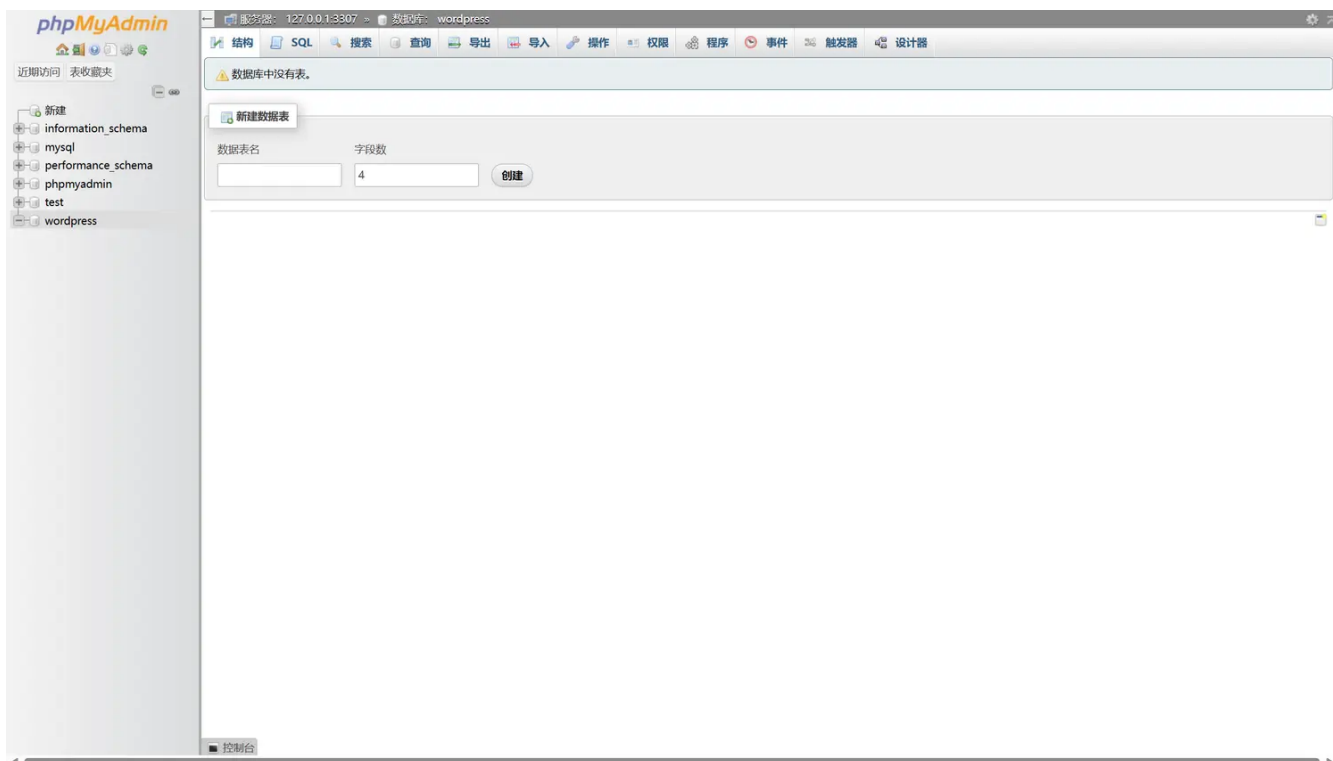 phpMyAdmin
近期访问 表收藏夹
新建
information_schema
mysql
performance_schema
phpmyadmin
test
wordpress
服务器: 127.0.0.1:3307 » 数据库: wordpress
结构 SQL 搜索 查询 导出 导入 操作 权限 程序 事件 触发器 设计器
数据库中没有表。
新建数据表
数据表名 字段数
4 创建
控制台